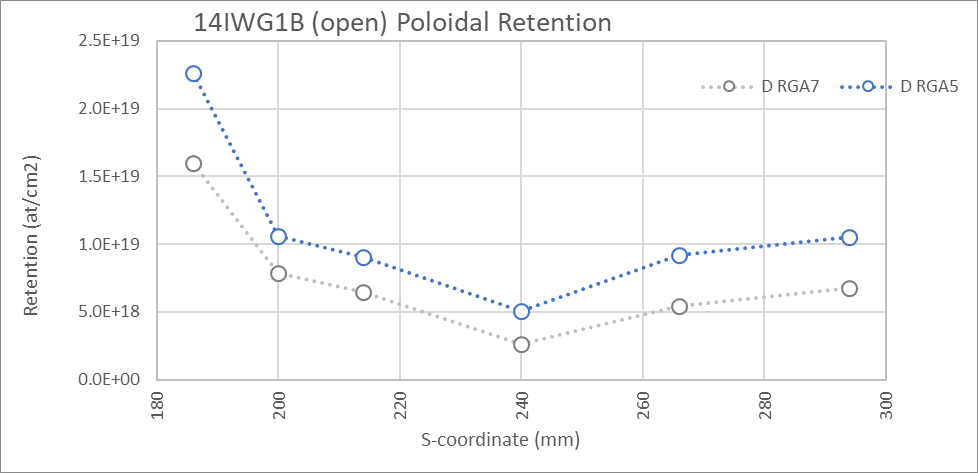 14IWG1B (open) Poloidal Retention
2.5E+19
2.0E+19
1.5E+19
1.0E+19
5.0E+18
0.0E+00
Retention (at/cm2)
D RGA7
D RGA5
180
200
220
240
260
280
300
S-coordinate (mm)